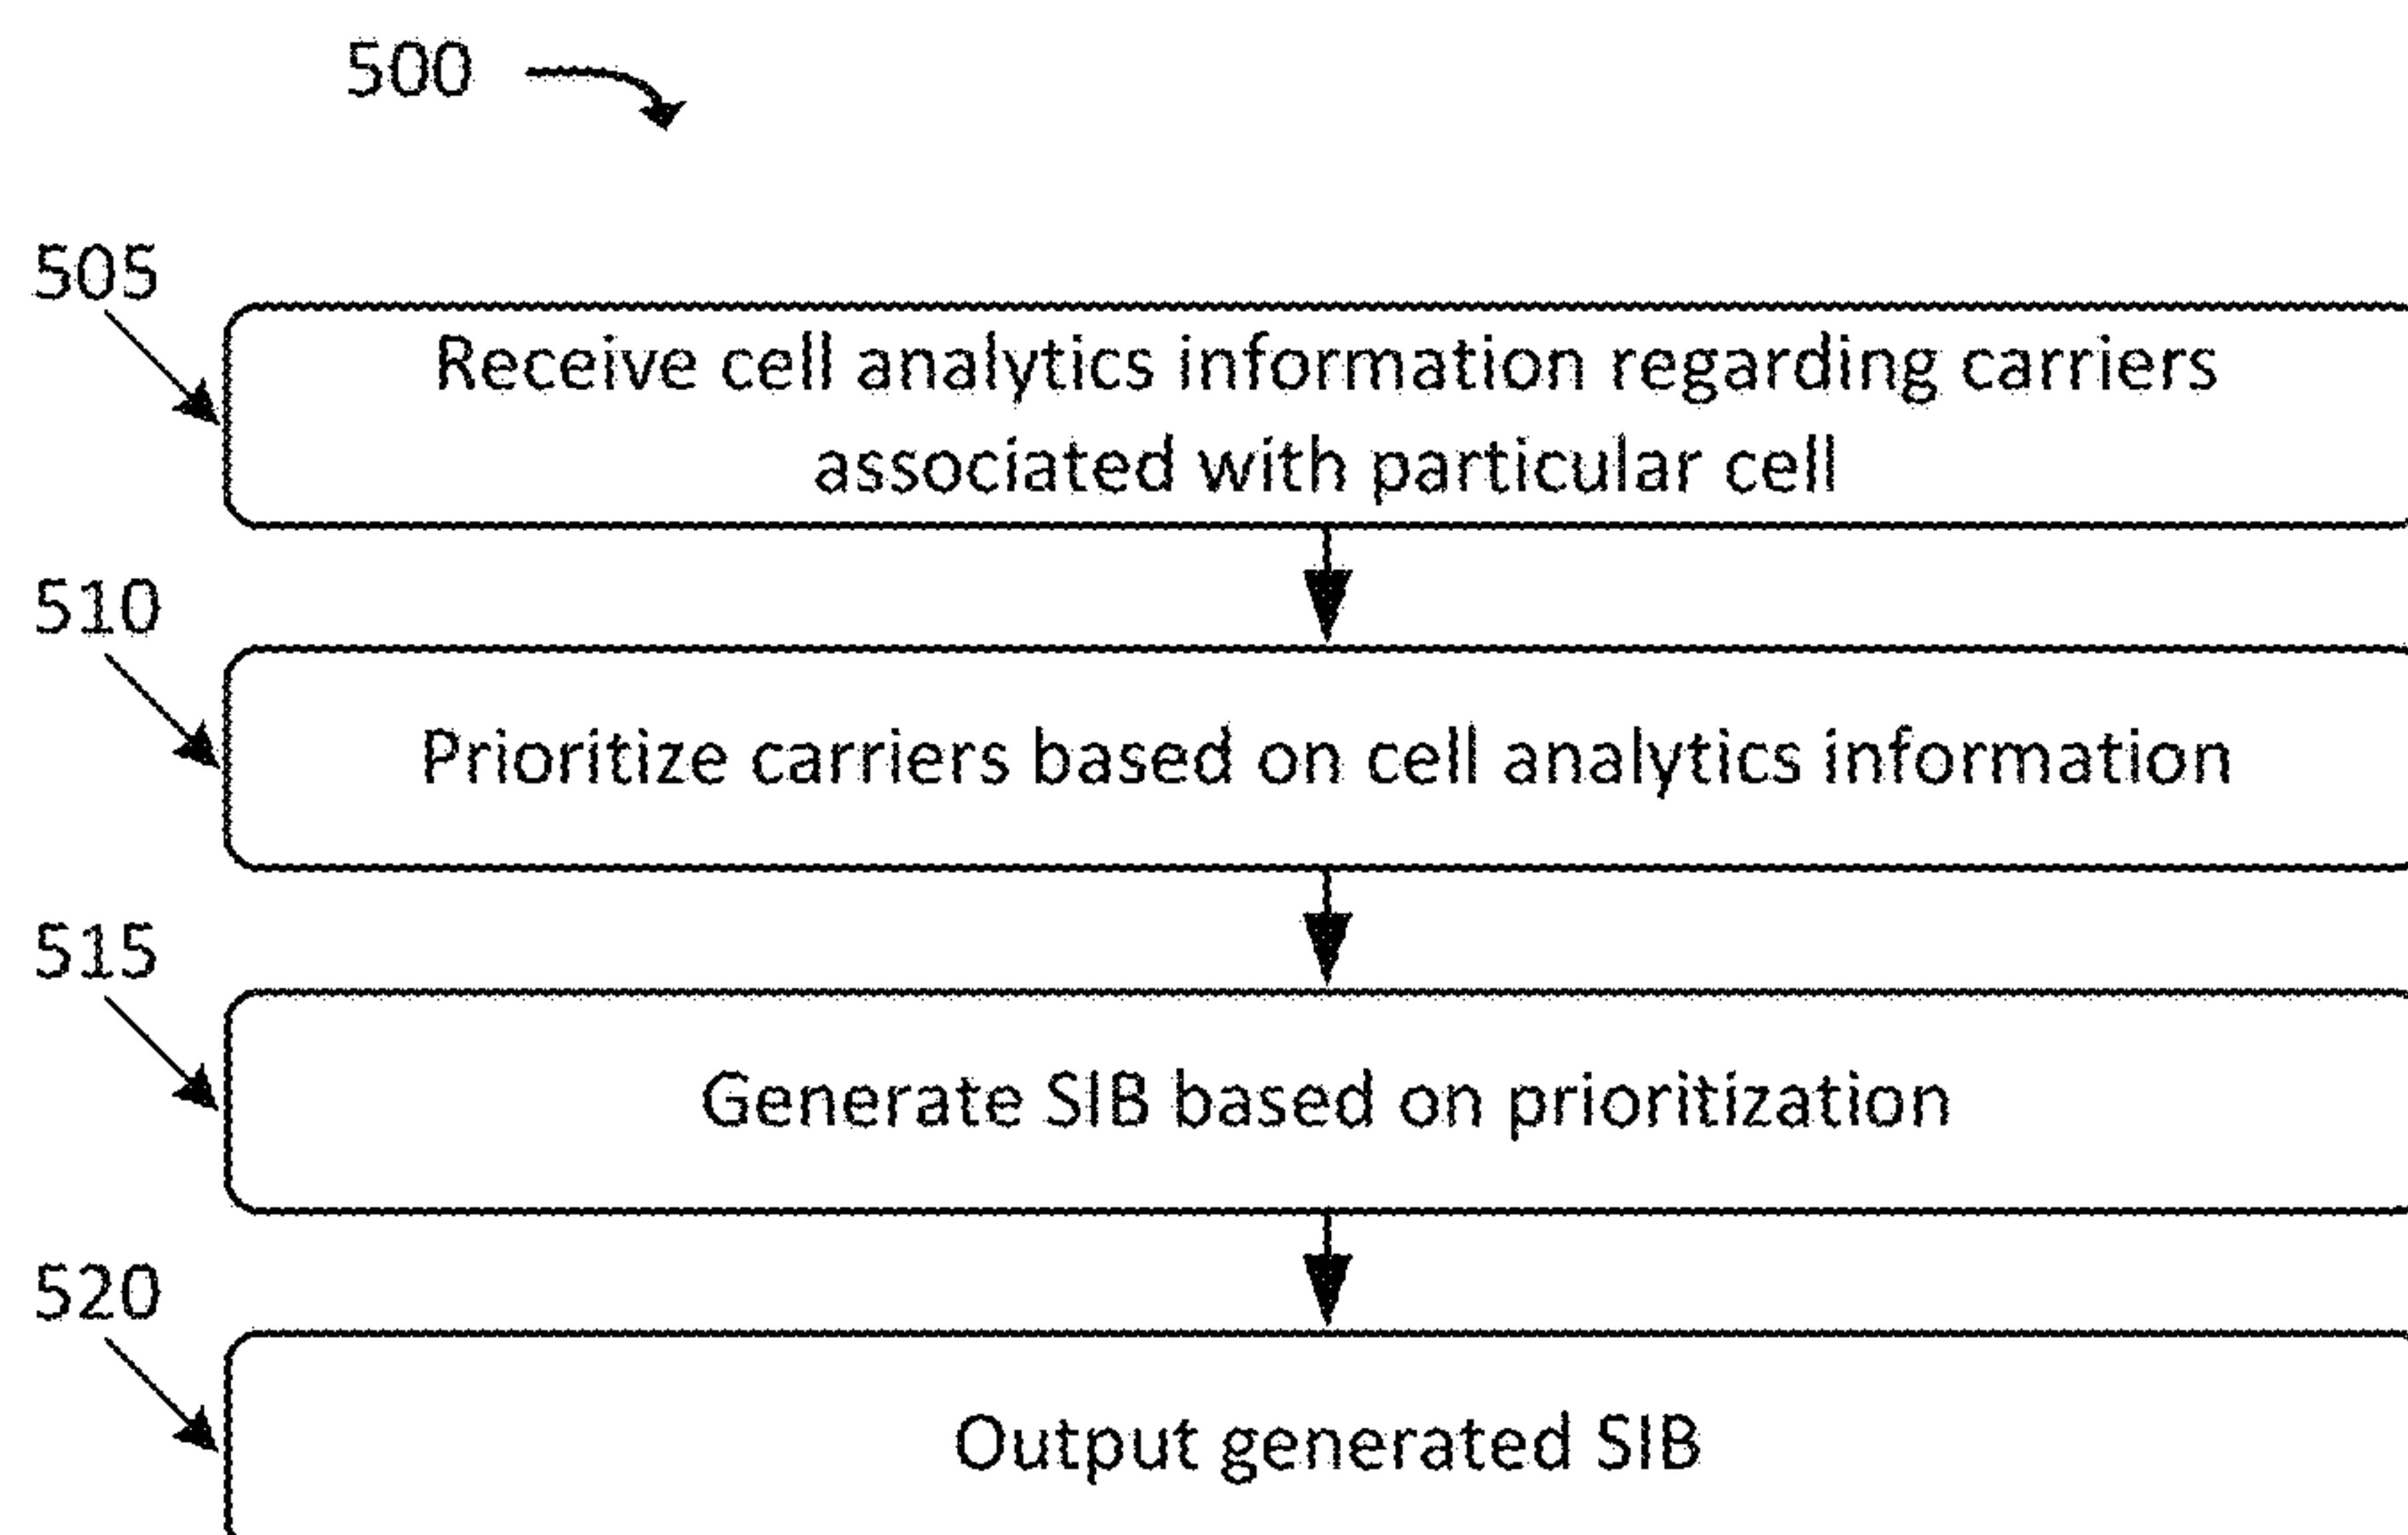 500
505
Receive cell analytics information regarding carriers
associated with particular cell
510
Prioritize carriers based on cell analytics information
515
Generate SIB based on prioritization
520
Output generated SIB